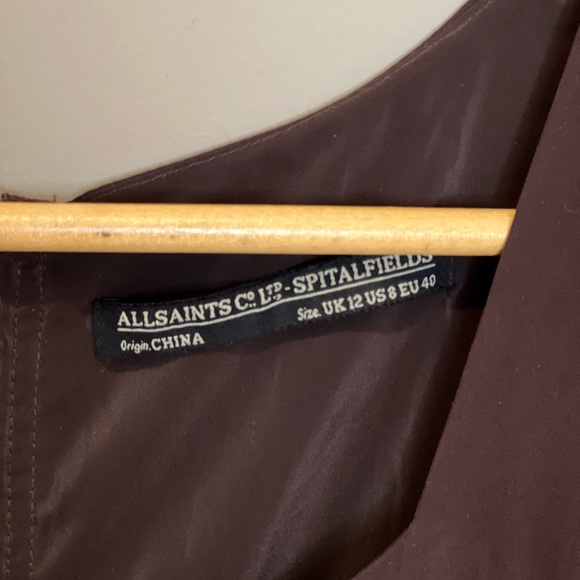 ALLSAINTS Co. LTD - SPITALFIELDS
Size. UK 12 US 8 EU 40
Origin. CHINA